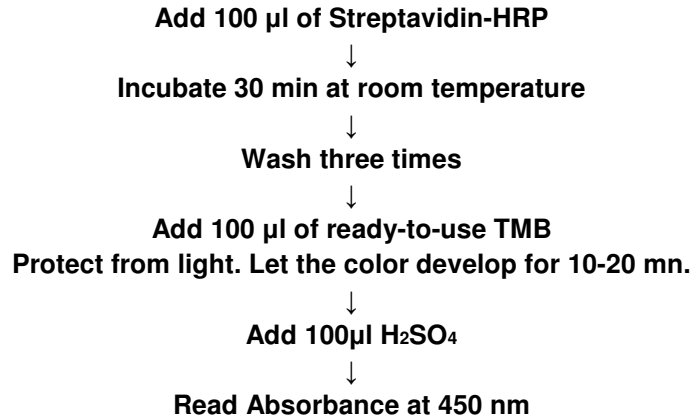 Add 100 µl of Streptavidin-HRP
↓
Incubate 30 min at room temperature
↓
Wash three times
↓
Add 100 µl of ready-to-use TMB
Protect from light. Let the color develop for 10-20 mn.
↓
Add 100µl H₂SO₄
↓
Read Absorbance at 450 nm